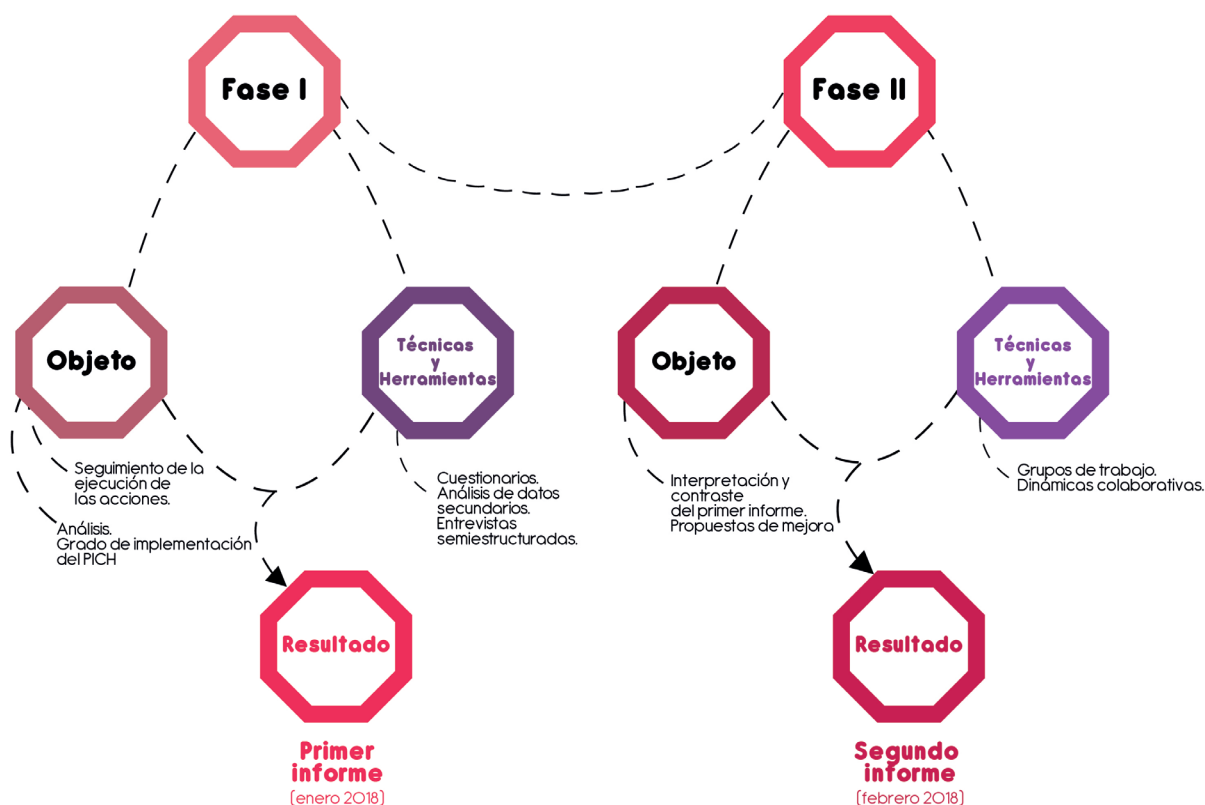 Fase I
Fase II
Objeto
Técnicas
y
Herramientas
Objeto
Técnicas
y
Herramientas
Seguimiento de la
ejecución de
las acciones.
Análisis.
Grado de implementación
del PICH
Cuestionarios.
Análisis de datos
secundarios.
Entrevistas
semiestructuradas.
Interpretación y
contraste
del primer informe.
Propuestas de mejora
Grupos de trabajo.
Dinámicas colaborativas.
Resultado
Resultado
Primer
informe
(enero 2018)
Segundo
informe
(febrero 2018)